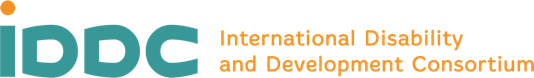 iDDC
International Disability
and Development Consortium